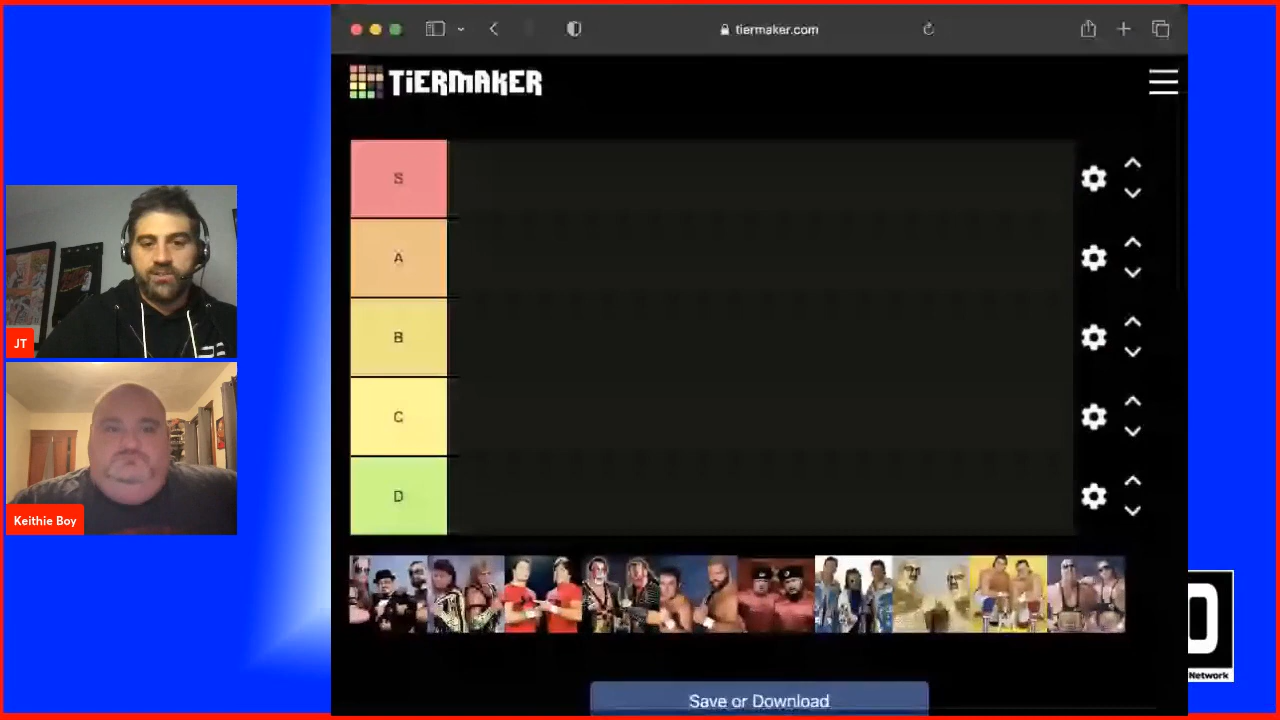 tiermaker.com
TiERMAKER
S
A
B
C
D
JT
Keithie Boy
Save or Download
Network